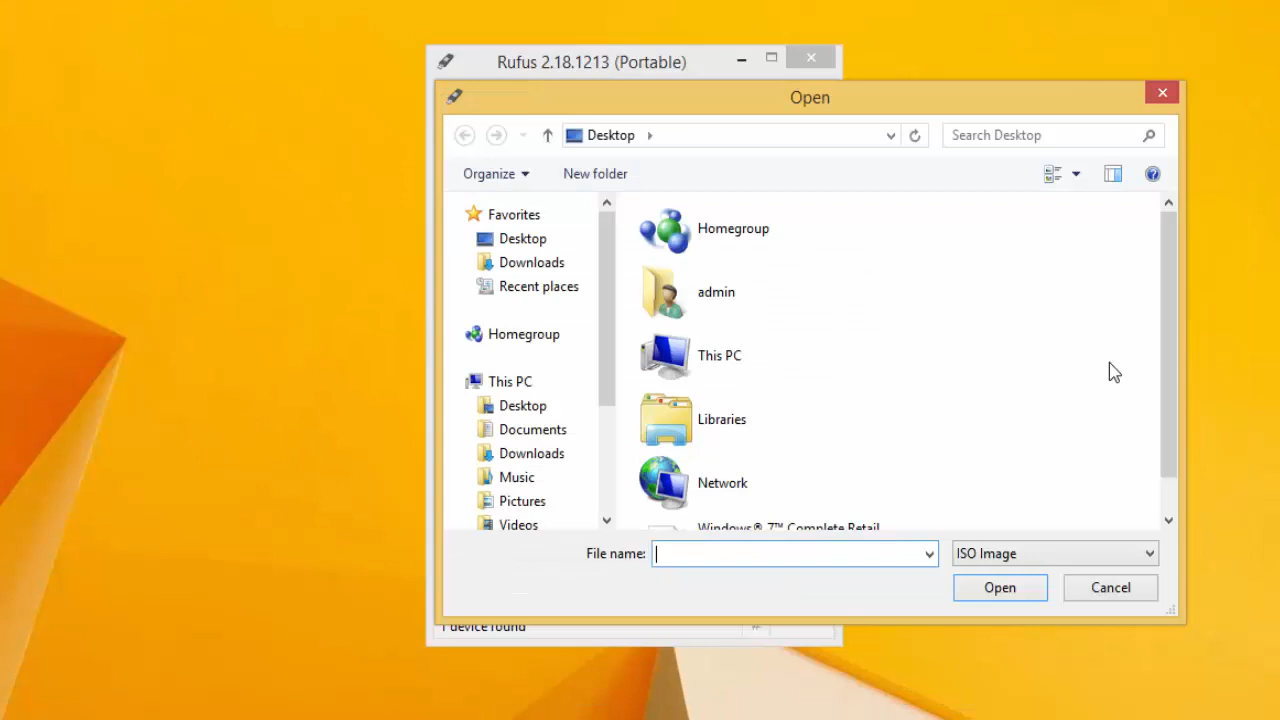 Rufus 2.18.1213 (Portable)
Open
Desktop
Search Desktop
Organize
New folder
Favorites
Desktop
Downloads
Recent places
Homegroup
This PC
Desktop
Documents
Downloads
Music
Pictures
Videos
Homegroup
admin
This PC
Libraries
Network
Windows® 7™ Complete Retail
File name:
ISO Image
Open
Cancel
1 device found
#